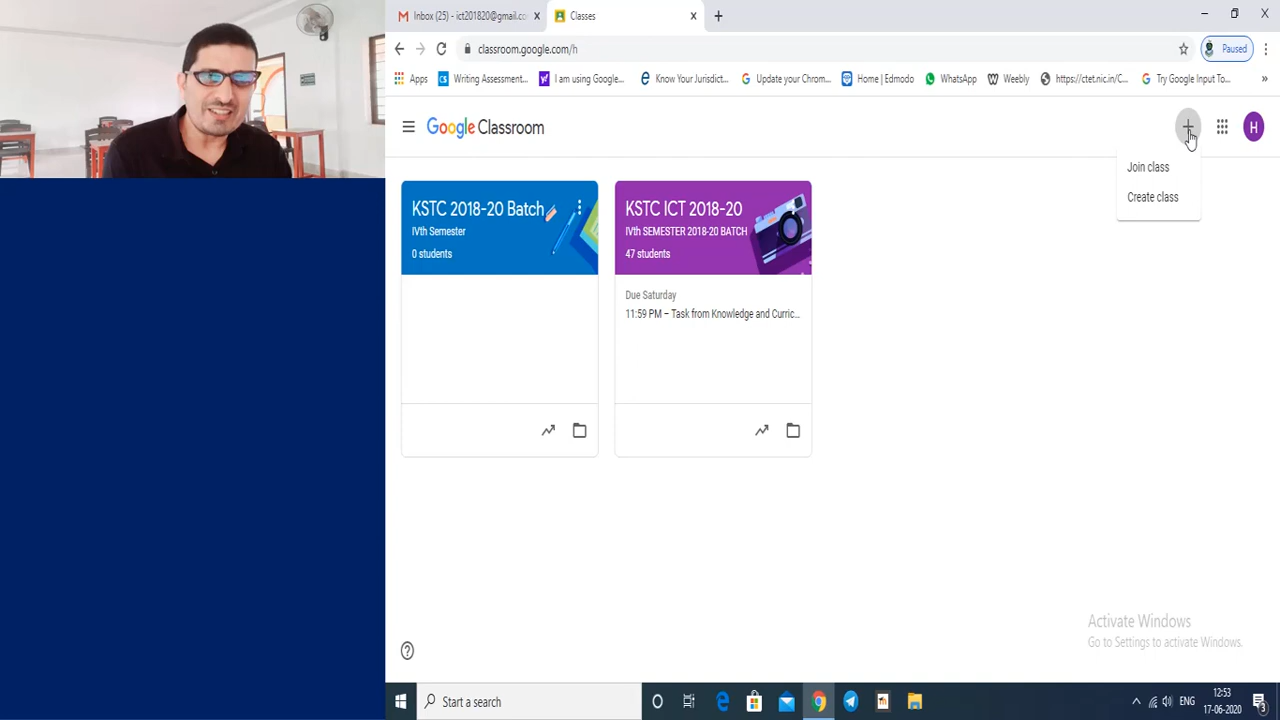 Inbox (25) - ict201820@gmail.co
Classes
classroom.google.com/h
Paused
Apps
Writing Assessment...
I am using Google...
Know Your Jurisdict...
Update your Chro...
Home | Edmodo
WhatsApp
Weebly
https://ctetnic.in/C...
Try Google Input To...
Google Classroom
H
Join class
Create class
KSTC 2018-20 Batch
IVth Semester
0 students
KSTC ICT 2018-20
IVth SEMESTER 2018-20 BATCH
47 students
Due Saturday
11:59 PM – Task from Knowledge and Curric...
Activate Windows
Go to Settings to activate Windows.
Start a search
ENG
12:53
17-06-2020
3